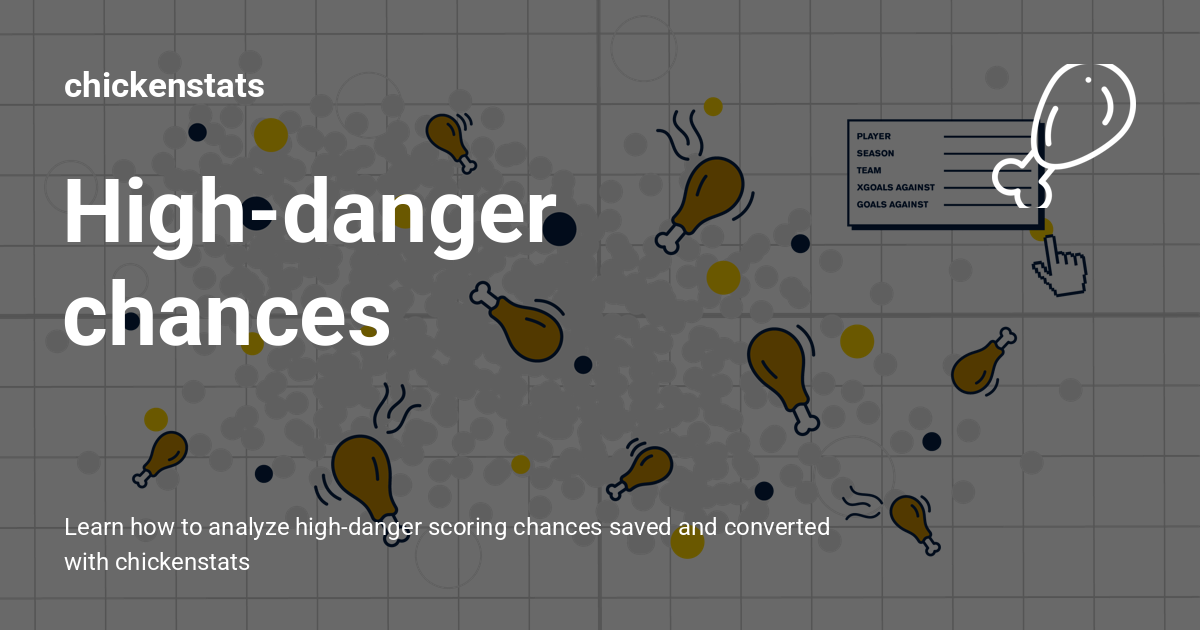 chickenstats
High-danger
chances
PLAYER
SEASON
TEAM
XGOALS AGAINST
GOALS AGAINST
Learn how to analyze high-danger scoring chances saved and converted
with chickenstats